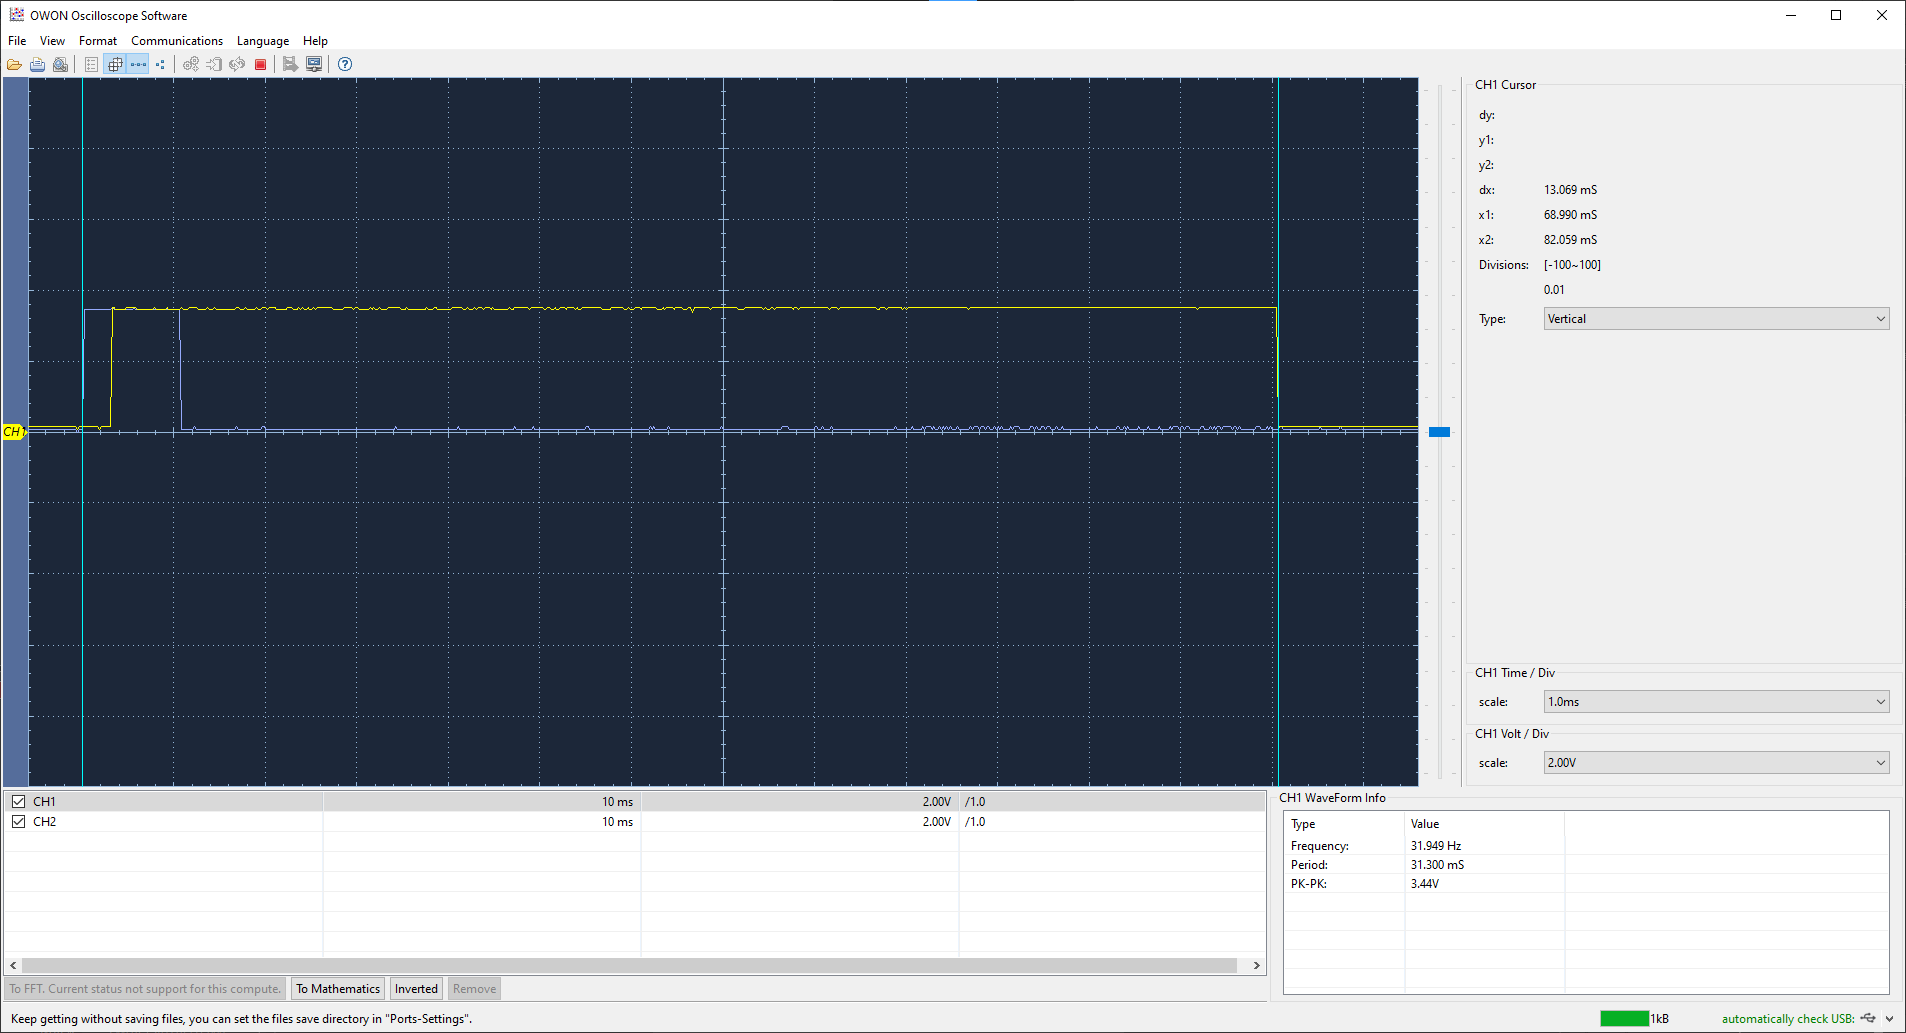 OWON Oscilloscope Software
File View Format Communications Language Help
CH1 Cursor
dy:
y1:
y2:
dx: 13.069 mS
x1: 68.990 mS
x2: 82.059 mS
Divisions: [-100~100]
0.01
Type: Vertical
CH1
CH1 Time / Div
scale: 1.0ms
CH1 Volt / Div
scale: 2.00V
CH1 10 ms 2.00V /1.0
CH2 10 ms 2.00V /1.0
CH1 WaveForm Info
Type Value
Frequency: 31.949 Hz
Period: 31.300 mS
PK-PK: 3.44V
To FFT. Current status not support for this compute. To Mathematics Inverted Remove
Keep getting without saving files, you can set the files save directory in "Ports-Settings". 1kB automatically check USB: